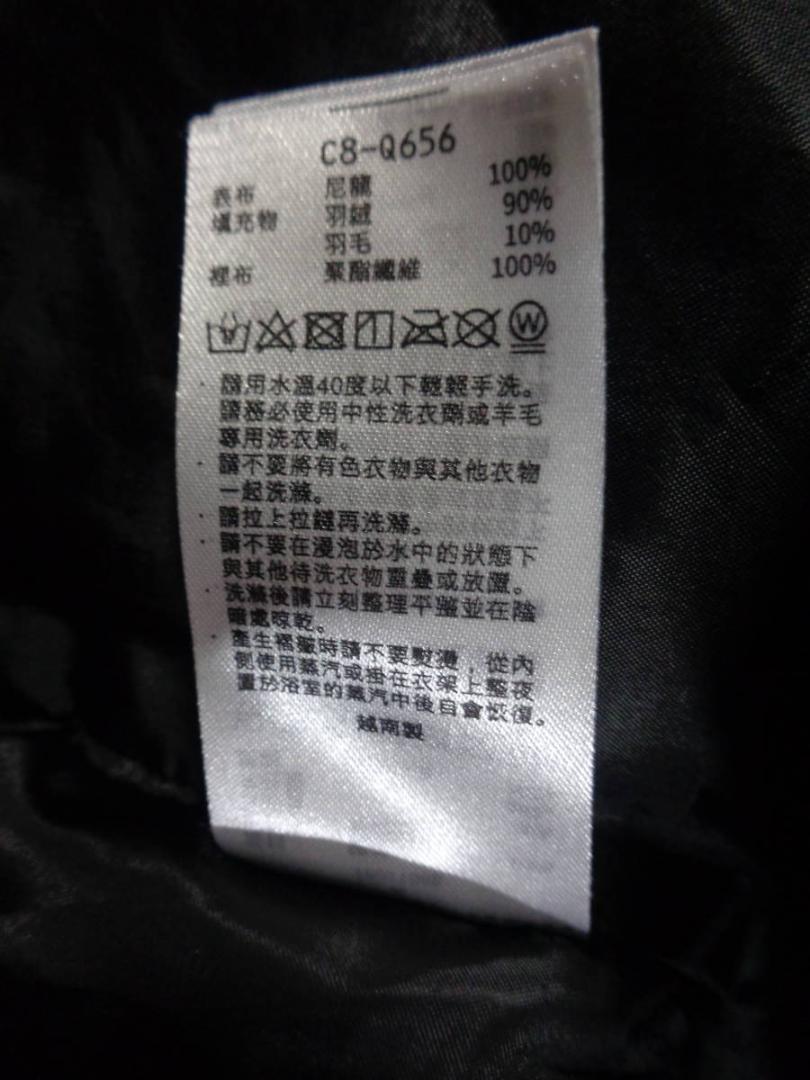 C8-Q656
表布 尼龍 100%
填充物 羽絨 90%
羽毛 10%
裡布 聚酯纖維 100%
W
・請用水溫40度以下輕輕手洗。
請務必使用中性洗衣劑或羊毛
專用洗衣劑。
・請不要將有色衣物與其他衣物
一起洗滌。
・請拉上拉鏈再洗滌。
・請不要在浸泡於水中的狀態下
與其他待洗衣物重疊或放置。
・洗滌後請立刻整理平整並在陰
暗處晾乾。
・產生褶皺時請不要熨燙，從內
側使用蒸汽或掛在衣架上整夜
置於浴室的蒸汽中後自會恢復。
越南製